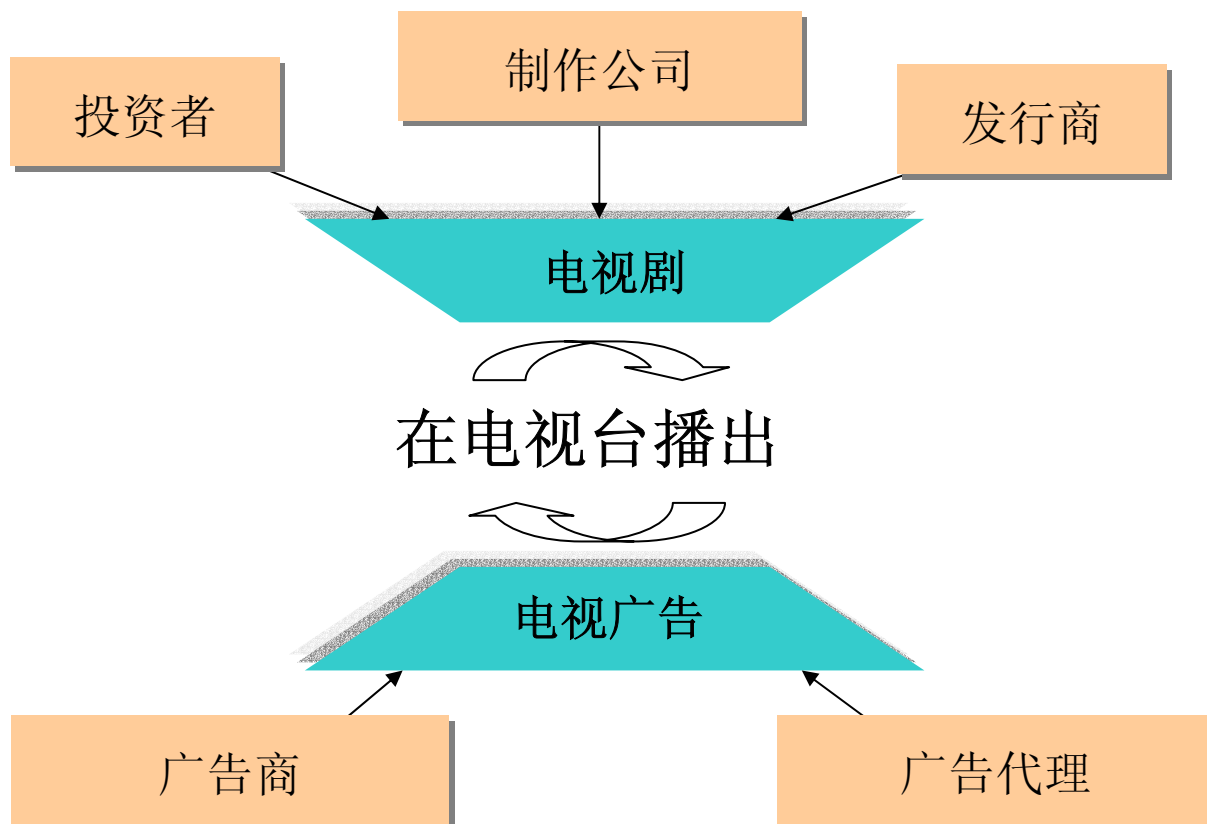 制作公司
投资者
发行商
电视剧
在电视台播出
电视广告
广告商
广告代理